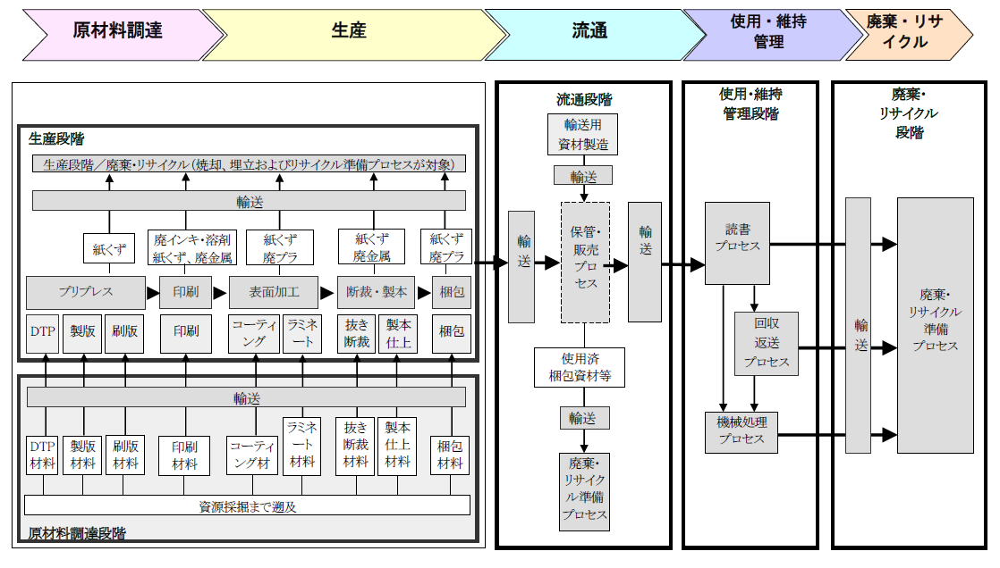 原材料調達
生産
流通
使用・維持
管理
廃棄・リサ
イクル
生産段階
生産段階／廃棄・リサイクル（焼却、埋立およびリサイクル準備プロセスが対象）
輸送
紙くず
廃インキ・溶剤
紙くず、廃金属
紙くず
廃プラ
紙くず
廃金属
紙くず
廃プラ
プリプレス
印刷
表面加工
断裁・製本
梱包
DTP
製版
刷版
印刷
コーティ
ング
ラミネ
ート
抜き
断裁
製本
仕上
梱包
輸送
DTP
材料
製版
材料
刷版
材料
印刷
材料
コーティ
ング材
ラミネ
ート
材料
抜き
断裁
材料
製本
仕上
材料
梱包
材料
資源採掘まで遡及
原材料調達段階
流通段階
輸送用
資材製造
輸送
輸
送
保管・
販売
プロ
セス
輸
送
使用済
梱包資材等
輸送
廃棄・
リサイク
ル準備
プロセス
使用・維持
管理段階
読書
プロセス
回収
返送
プロセス
機械処理
プロセス
廃棄・
リサイクル
段階
輸
送
廃棄・
リサイクル
準備
プロセス